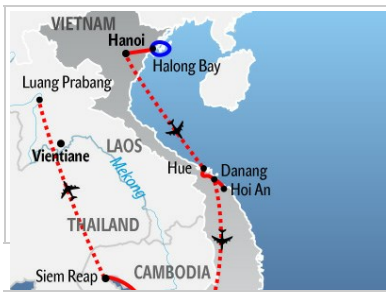 VIETNAM
Hanoi
Halong Bay
Luang Prabang
LAOS
Vientiane
Mekong
Hue
Danang
Hoi An
THAILAND
Siem Reap
CAMBODIA